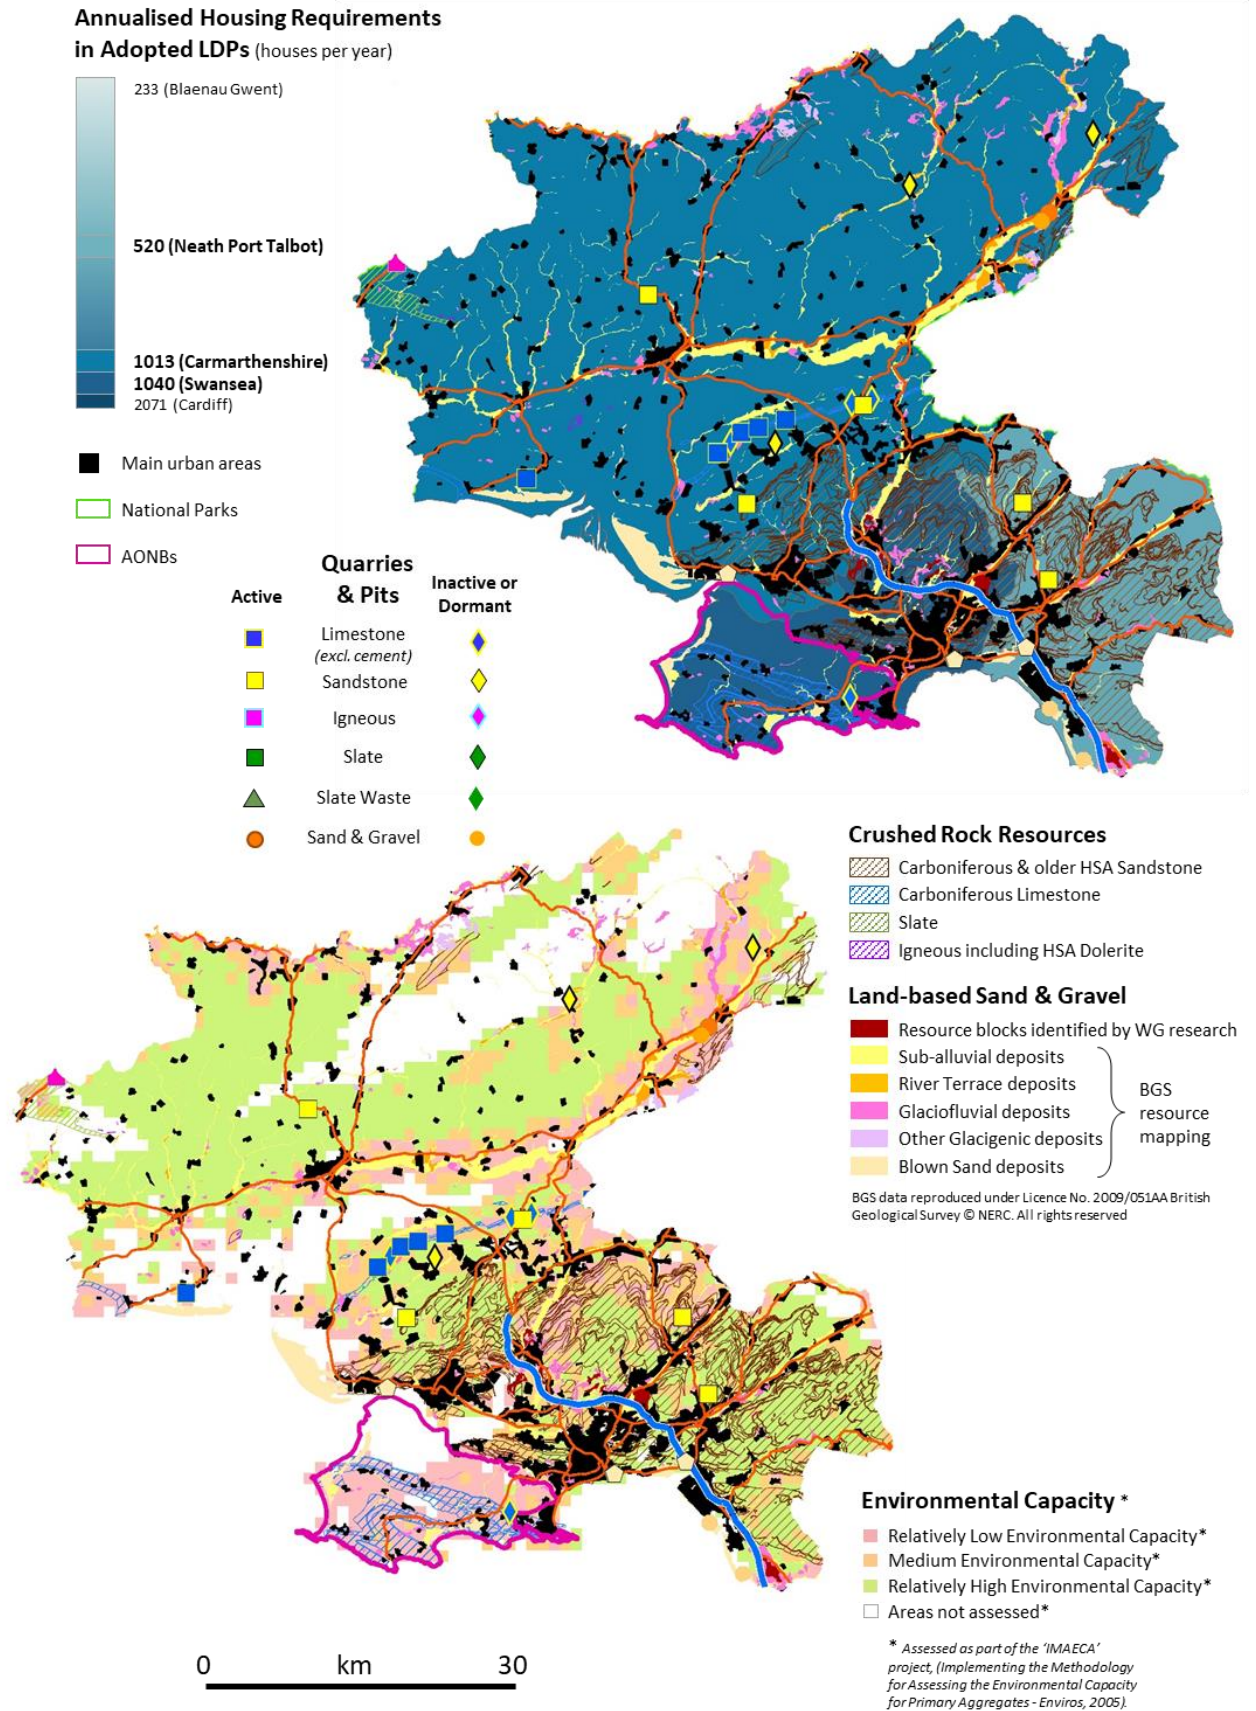 Annualised Housing Requirements
in Adopted LDPs (houses per year)
233 (Blaenau Gwent)
520 (Neath Port Talbot)
1013 (Carmarthenshire)
1040 (Swansea)
2071 (Cardiff)
Main urban areas
National Parks
AONBs
Quarries
& Pits
Active
Inactive or
Dormant
Limestone
(excl. cement)
Sandstone
Igneous
Slate
Slate Waste
Sand & Gravel
Crushed Rock Resources
Carboniferous & older HSA Sandstone
Carboniferous Limestone
Slate
Igneous including HSA Dolerite
Land-based Sand & Gravel
Resource blocks identified by WG research
Sub-alluvial deposits
River Terrace deposits
Glaciofluvial deposits
Other Glacigenic deposits
Blown Sand deposits
BGS
resource
mapping
BGS data reproduced under Licence No. 2009/051AA British
Geological Survey © NERC. All rights reserved
Environmental Capacity *
Relatively Low Environmental Capacity*
Medium Environmental Capacity*
Relatively High Environmental Capacity*
Areas not assessed*
* Assessed as part of the ‘IMAECA’
project, (Implementing the Methodology
for Assessing the Environmental Capacity
for Primary Aggregates - Enviros, 2005).
0 km 30